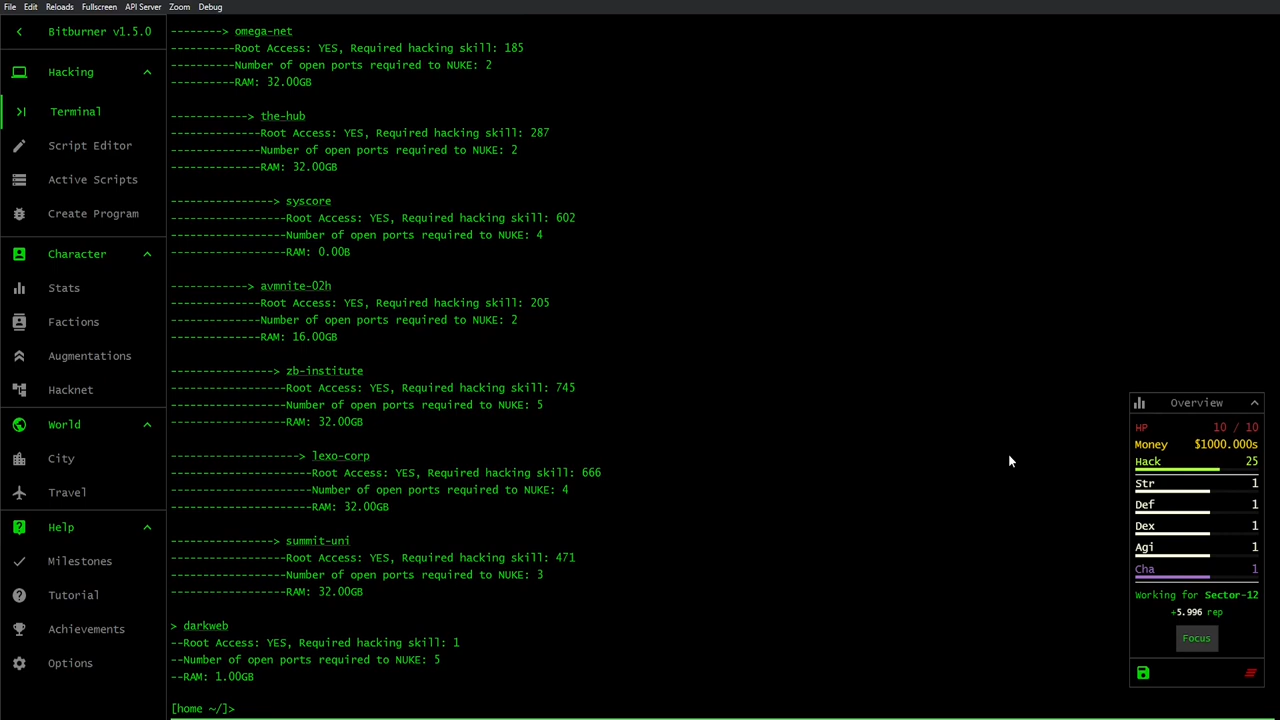 File Edit Reloads Fullscreen API Server Zoom Debug
Bitburner v1.5.0
Hacking
Terminal
Script Editor
Active Scripts
Create Program
Character
Stats
Factions
Augmentations
Hacknet
World
City
Travel
Help
Milestones
Tutorial
Achievements
Options
--------> omega-net
----------Root Access: YES, Required hacking skill: 185
----------Number of open ports required to NUKE: 2
----------RAM: 32.00GB
------------> the-hub
--------------Root Access: YES, Required hacking skill: 287
--------------Number of open ports required to NUKE: 2
--------------RAM: 32.00GB
----------------> syscore
------------------Root Access: YES, Required hacking skill: 602
------------------Number of open ports required to NUKE: 4
------------------RAM: 0.00B
------------> avmnite-02h
--------------Root Access: YES, Required hacking skill: 205
--------------Number of open ports required to NUKE: 2
--------------RAM: 16.00GB
----------------> zb-institute
------------------Root Access: YES, Required hacking skill: 745
------------------Number of open ports required to NUKE: 5
------------------RAM: 32.00GB
--------------------> lexo-corp
----------------------Root Access: YES, Required hacking skill: 666
----------------------Number of open ports required to NUKE: 4
----------------------RAM: 32.00GB
----------------> summit-uni
------------------Root Access: YES, Required hacking skill: 471
------------------Number of open ports required to NUKE: 3
------------------RAM: 32.00GB
> darkweb
--Root Access: YES, Required hacking skill: 1
--Number of open ports required to NUKE: 5
--RAM: 1.00GB
[home ~/]>
Overview
HP 10 / 10
Money $1000.000s
Hack 25
Str 1
Def 1
Dex 1
Agi 1
Cha 1
Working for Sector-12
+5.996 rep
Focus